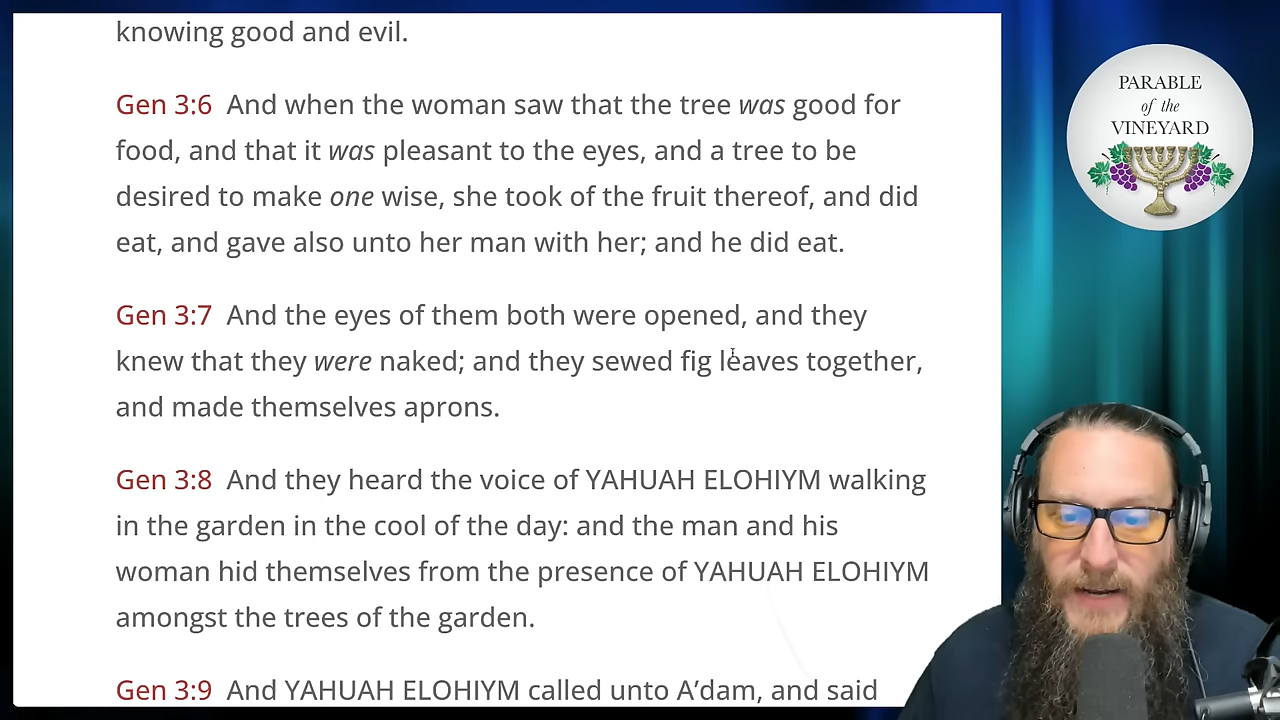 knowing good and evil.
Gen 3:6 And when the woman saw that the tree was good for
food, and that it was pleasant to the eyes, and a tree to be
desired to make one wise, she took of the fruit thereof, and did
eat, and gave also unto her man with her; and he did eat.
Gen 3:7 And the eyes of them both were opened, and they
knew that they were naked; and they sewed fig leaves together,
and made themselves aprons.
Gen 3:8 And they heard the voice of YAHUAH ELOHIYM walking
in the garden in the cool of the day: and the man and his
woman hid themselves from the presence of YAHUAH ELOHIYM
amongst the trees of the garden.
Gen 3:9 And YAHUAH ELOHIYM called unto A’dam, and said
PARABLE
of the
VINEYARD